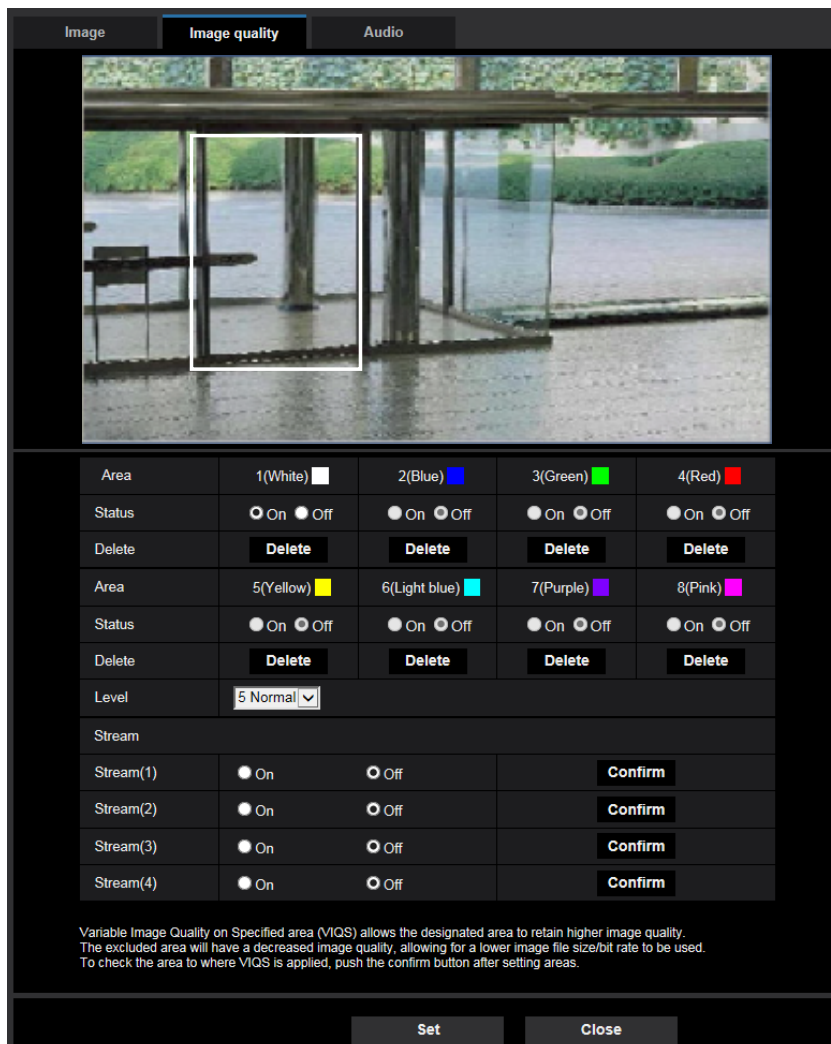 Image Image quality Audio
Area 1(White) 2(Blue) 3(Green) 4(Red)
Status On Off On Off On Off On Off
Delete Delete Delete Delete Delete
Area 5(Yellow) 6(Light blue) 7(Purple) 8(Pink)
Status On Off On Off On Off On Off
Delete Delete Delete Delete Delete
Level 5 Normal
Stream
Stream(1) On Off Confirm
Stream(2) On Off Confirm
Stream(3) On Off Confirm
Stream(4) On Off Confirm
Variable Image Quality on Specified area (VIQS) allows the designated area to retain higher image quality.
The excluded area will have a decreased image quality, allowing for a lower image file size/bit rate to be used.
To check the area to where VIQS is applied, push the confirm button after setting areas.
Set Close